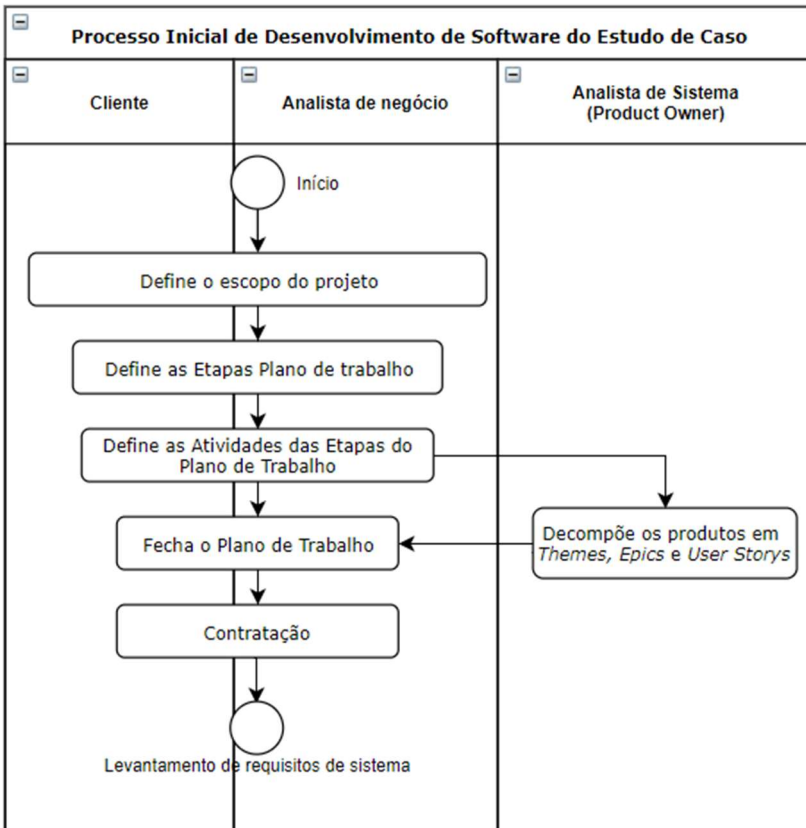 Processo Inicial de Desenvolvimento de Software do Estudo de Caso
Cliente
Analista de negócio
Analista de Sistema
(Product Owner)
Início
Define o escopo do projeto
Define as Etapas Plano de trabalho
Define as Atividades das Etapas do
Plano de Trabalho
Fecha o Plano de Trabalho
Decompõe os produtos em
Themes, Epics e User Storys
Contratação
Levantamento de requisitos de sistema